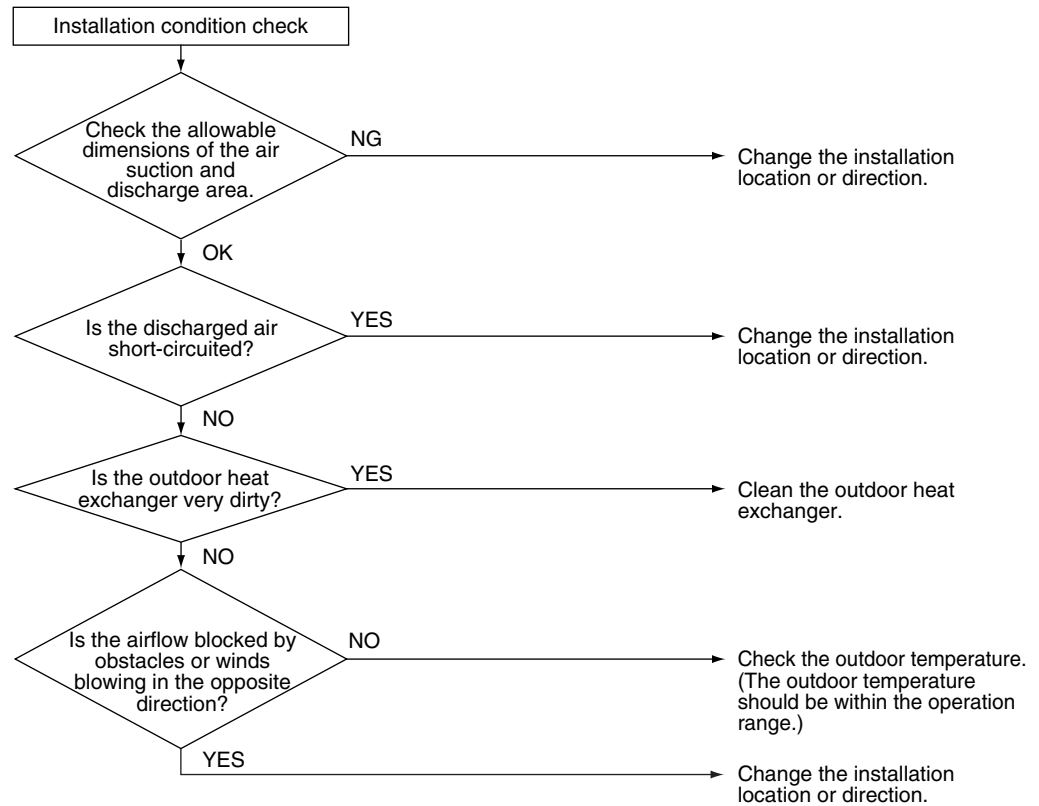 Installation condition check
Check the allowable
dimensions of the air
suction and
discharge area.
NG
Change the installation
location or direction.
OK
Is the discharged air
short-circuited?
YES
Change the installation
location or direction.
NO
Is the outdoor heat
exchanger very dirty?
YES
Clean the outdoor heat
exchanger.
NO
Is the airflow blocked by
obstacles or winds
blowing in the opposite
direction?
NO
Check the outdoor temperature.
(The outdoor temperature
should be within the operation
range.)
YES
Change the installation
location or direction.